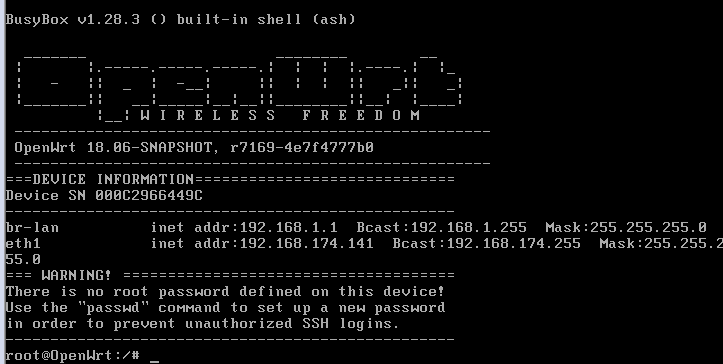 BusyBox v1.28.3 () built-in shell (ash)
OpenWrt
W I R E L E S S   F R E E D O M
-----------------------------------------------------
OpenWrt 18.06-SNAPSHOT, r7169-4e7f4777b0
-----------------------------------------------------
===DEVICE INFORMATION=============================
Device SN 000C2966449C
--------------------------------------------------
br-lan          inet addr:192.168.1.1  Bcast:192.168.1.255  Mask:255.255.255.0
eth1            inet addr:192.168.174.141  Bcast:192.168.174.255  Mask:255.255.2
55.0
=== WARNING! =====================================
There is no root password defined on this device!
Use the "passwd" command to set up a new password
in order to prevent unauthorized SSH logins.
--------------------------------------------------
root@OpenWrt:/# _